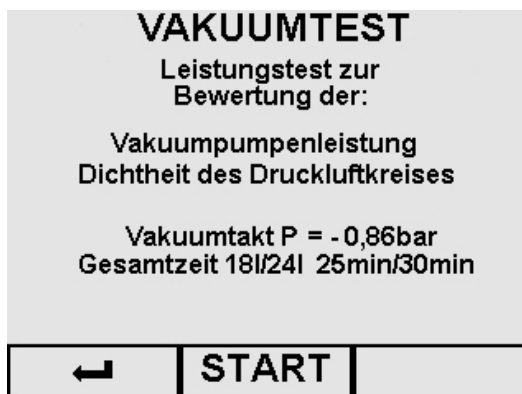 VAKUUMTEST
Leistungstest zur
Bewertung der:
Vakuumpumpenleistung
Dichtheit des Druckluftkreises
Vakuumtakt P = - 0,86bar
Gesamtzeit 18l/24l 25min/30min
START